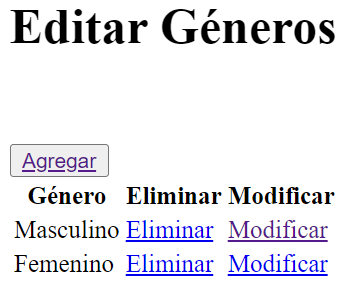 Editar Géneros
Agregar
Género Eliminar Modificar
Masculino Eliminar Modificar
Femenino Eliminar Modificar